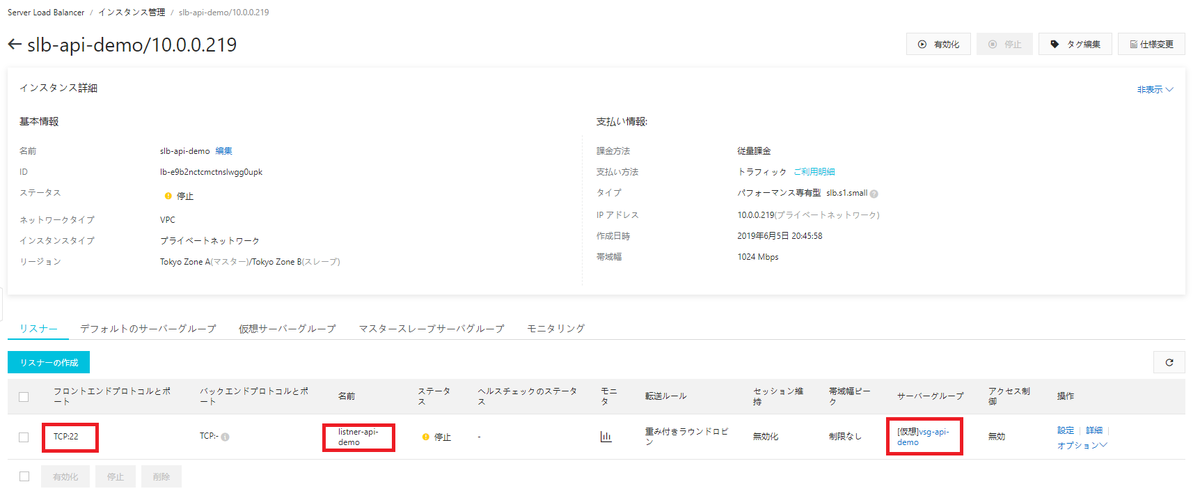 Server Load Balancer / インスタンス管理 / slb-api-demo/10.0.0.219
← slb-api-demo/10.0.0.219
有効化 停止 タグ編集 仕様変更
インスタンス詳細 非表示
基本情報 支払い情報:
名前 slb-api-demo 編集 課金方法 従量課金
ID lb-e9b2nctcmctnslwgg0upk 支払い方法 トラフィック ご利用明細
ステータス 停止 タイプ パフォーマンス専有型 slb.s1.small
ネットワークタイプ VPC IP アドレス 10.0.0.219(プライベートネットワーク)
インスタンスタイプ プライベートネットワーク 作成日時 2019年6月5日 20:45:58
リージョン Tokyo Zone A(マスター)/Tokyo Zone B(スレーブ) 帯域幅 1024 Mbps
リスナー デフォルトのサーバーグループ 仮想サーバーグループ マスタースレーブサーバグループ モニタリング
リスナーの作成
フロントエンドプロトコルとポ バックエンドプロトコルとポ 名前 ステータ ヘルスチェックのステータ モニ 転送ルール セッション維 帯域幅ピー サーバーグループ アクセス制 操作
ート ート ス ス タ 持 ク 御
TCP:22 TCP:- listner-api- 停止 - 重み付きラウンドロビ 無効化 制限なし [仮想]vsg-api- 無効 設定 詳細
demo ン demo オプション
有効化 停止 削除